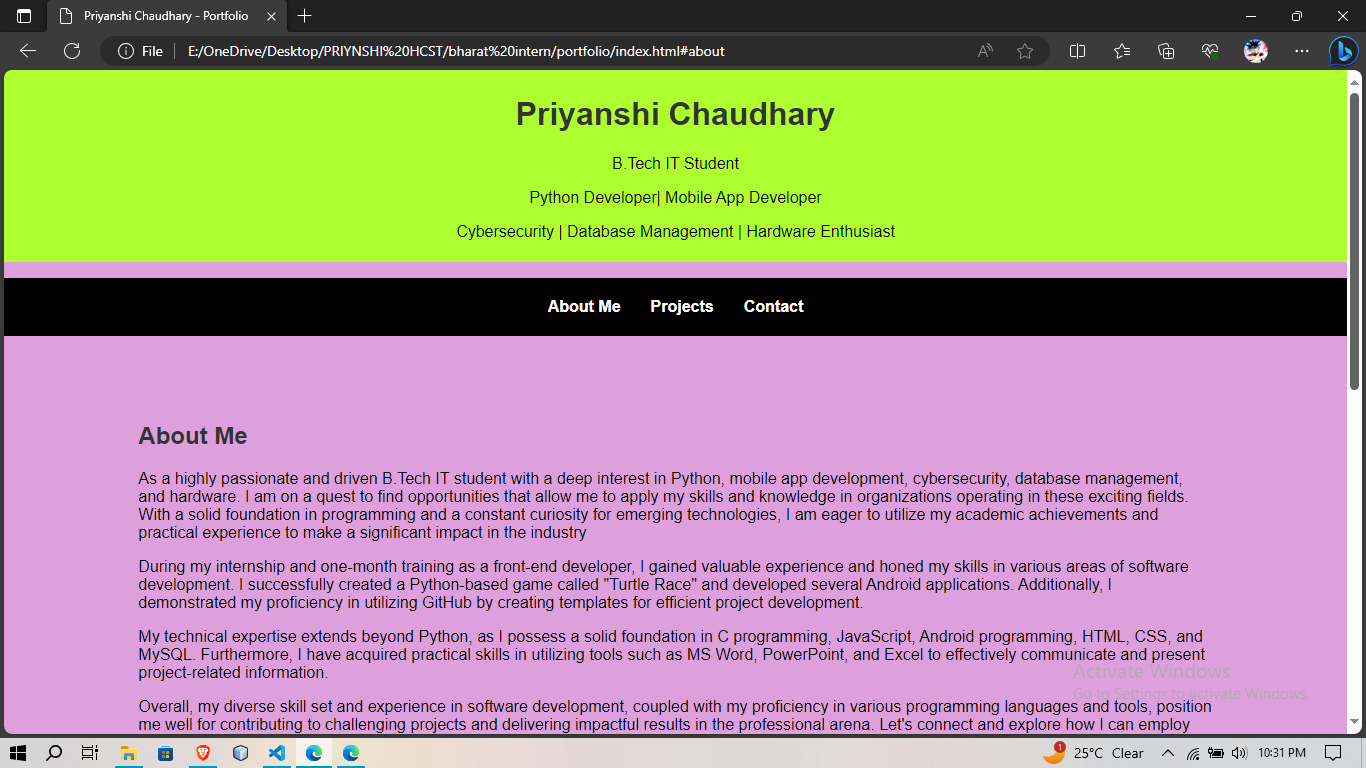 Priyanshi Chaudhary - Portfolio
File
E:/OneDrive/Desktop/PRIYNSHI%20HCST/bharat%20intern/portfolio/index.html#about
Priyanshi Chaudhary
B.Tech IT Student
Python Developer| Mobile App Developer
Cybersecurity | Database Management | Hardware Enthusiast
About Me Projects Contact
About Me
As a highly passionate and driven B.Tech IT student with a deep interest in Python, mobile app development, cybersecurity, database management,
and hardware. I am on a quest to find opportunities that allow me to apply my skills and knowledge in organizations operating in these exciting fields.
With a solid foundation in programming and a constant curiosity for emerging technologies, I am eager to utilize my academic achievements and
practical experience to make a significant impact in the industry
During my internship and one-month training as a front-end developer, I gained valuable experience and honed my skills in various areas of software
development. I successfully created a Python-based game called "Turtle Race" and developed several Android applications. Additionally, I
demonstrated my proficiency in utilizing GitHub by creating templates for efficient project development.
My technical expertise extends beyond Python, as I possess a solid foundation in C programming, JavaScript, Android programming, HTML, CSS, and
MySQL. Furthermore, I have acquired practical skills in utilizing tools such as MS Word, PowerPoint, and Excel to effectively communicate and present
project-related information.
Activate Windows
Go to Settings to activate Windows.
Overall, my diverse skill set and experience in software development, coupled with my proficiency in various programming languages and tools, position
me well for contributing to challenging projects and delivering impactful results in the professional arena. Let's connect and explore how I can employ
1
25°C Clear
10:31 PM